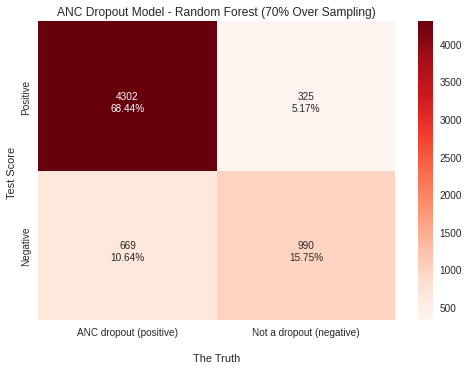 ANC Dropout Model - Random Forest (70% Over Sampling)
Test Score
Positive
4302
68.44%
325
5.17%
Negative
669
10.64%
990
15.75%
ANC dropout (positive)
Not a dropout (negative)
The Truth
4000
3500
3000
2500
2000
1500
1000
500